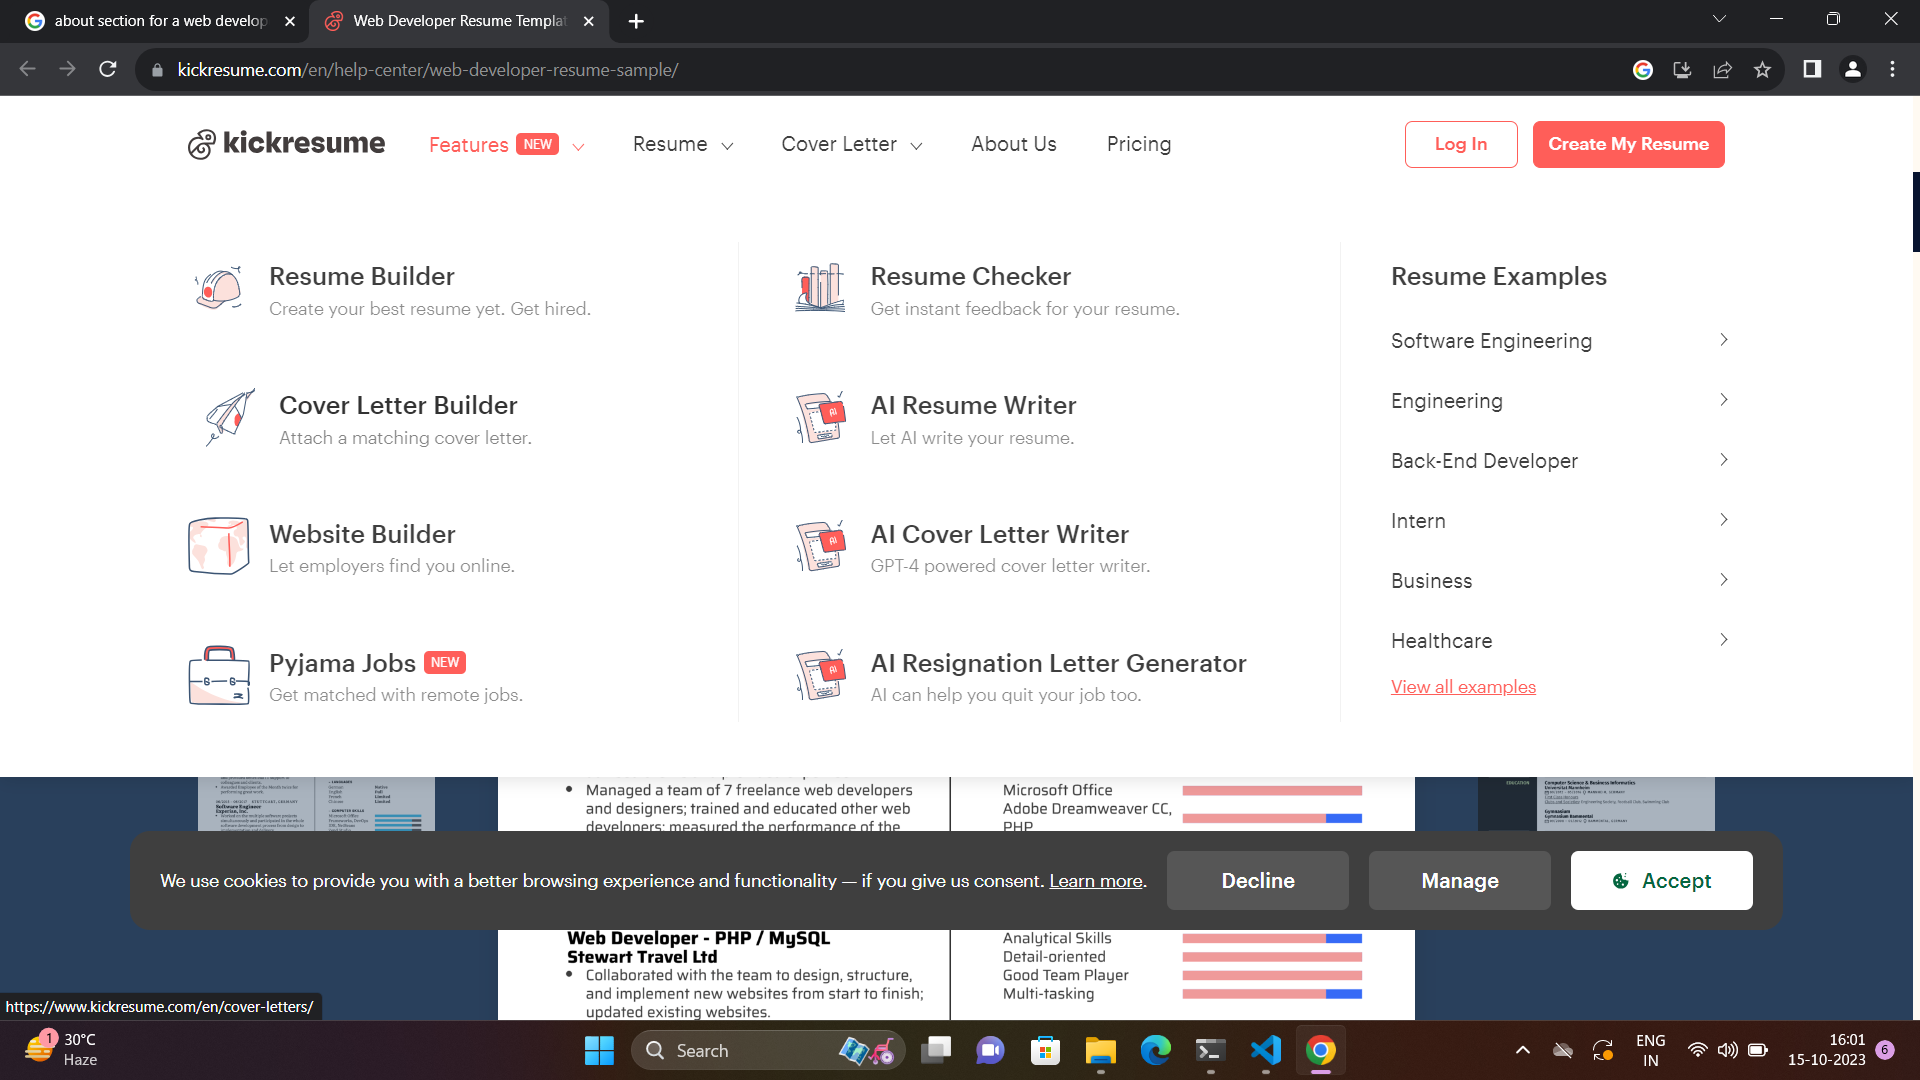 about section for a web develop
Web Developer Resume Templat
kickresume.com/en/help-center/web-developer-resume-sample/
kickresume
Features NEW
Resume
Cover Letter
About Us
Pricing
Log In
Create My Resume
Resume Builder
Create your best resume yet. Get hired.
Cover Letter Builder
Attach a matching cover letter.
Website Builder
Let employers find you online.
Pyjama Jobs NEW
Get matched with remote jobs.
Resume Checker
Get instant feedback for your resume.
AI Resume Writer
Let AI write your resume.
AI Cover Letter Writer
GPT-4 powered cover letter writer.
AI Resignation Letter Generator
AI can help you quit your job too.
Resume Examples
Software Engineering
Engineering
Back-End Developer
Intern
Business
Healthcare
View all examples
Managed a team of 7 freelance web developers
and designers; trained and educated other web
developers; measured the performance of the
Microsoft Office
Adobe Dreamweaver CC,
PHP
We use cookies to provide you with a better browsing experience and functionality — if you give us consent. Learn more.
Decline
Manage
Accept
Web Developer - PHP / MySQL
Stewart Travel Ltd
Collaborated with the team to design, structure,
and implement new websites from start to finish;
updated existing websites.
Analytical Skills
Detail-oriented
Good Team Player
Multi-tasking
https://www.kickresume.com/en/cover-letters/
1
30°C
Haze
Search
ENG
IN
16:01
15-10-2023
6